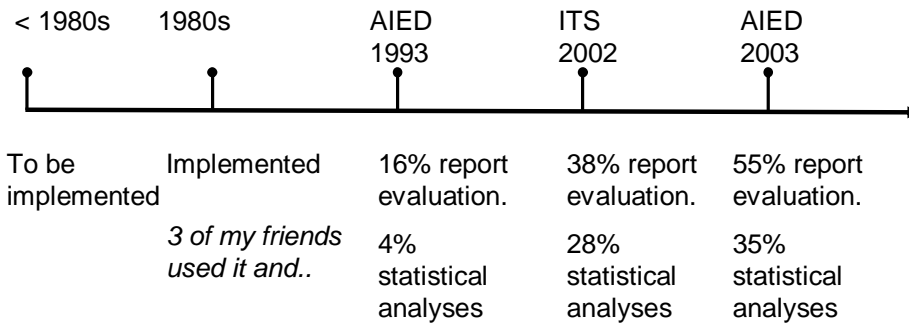 < 1980s
1980s
AIED
1993
ITS
2002
AIED
2003
To be
implemented
Implemented
3 of my friends
used it and..
16% report
evaluation.
4%
statistical
analyses
38% report
evaluation.
28%
statistical
analyses
55% report
evaluation.
35%
statistical
analyses